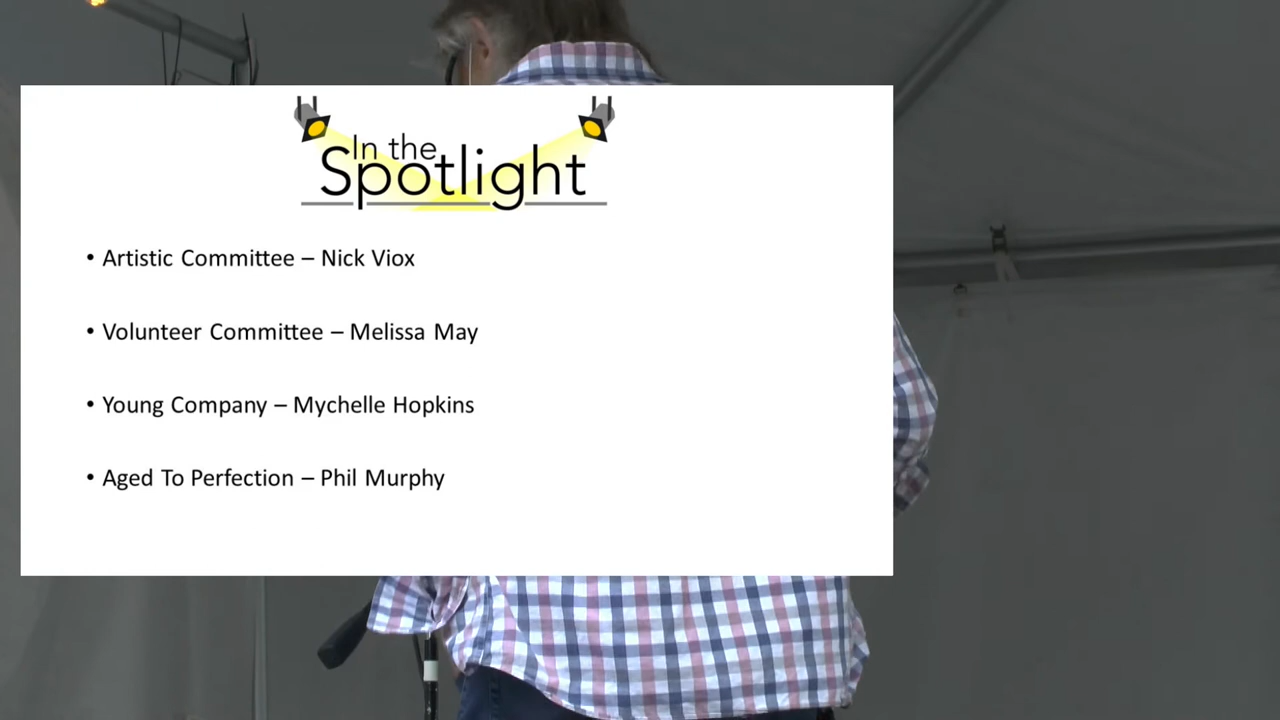 In the
Spotlight
• Artistic Committee – Nick Viox
• Volunteer Committee – Melissa May
• Young Company – Mychelle Hopkins
• Aged To Perfection – Phil Murphy